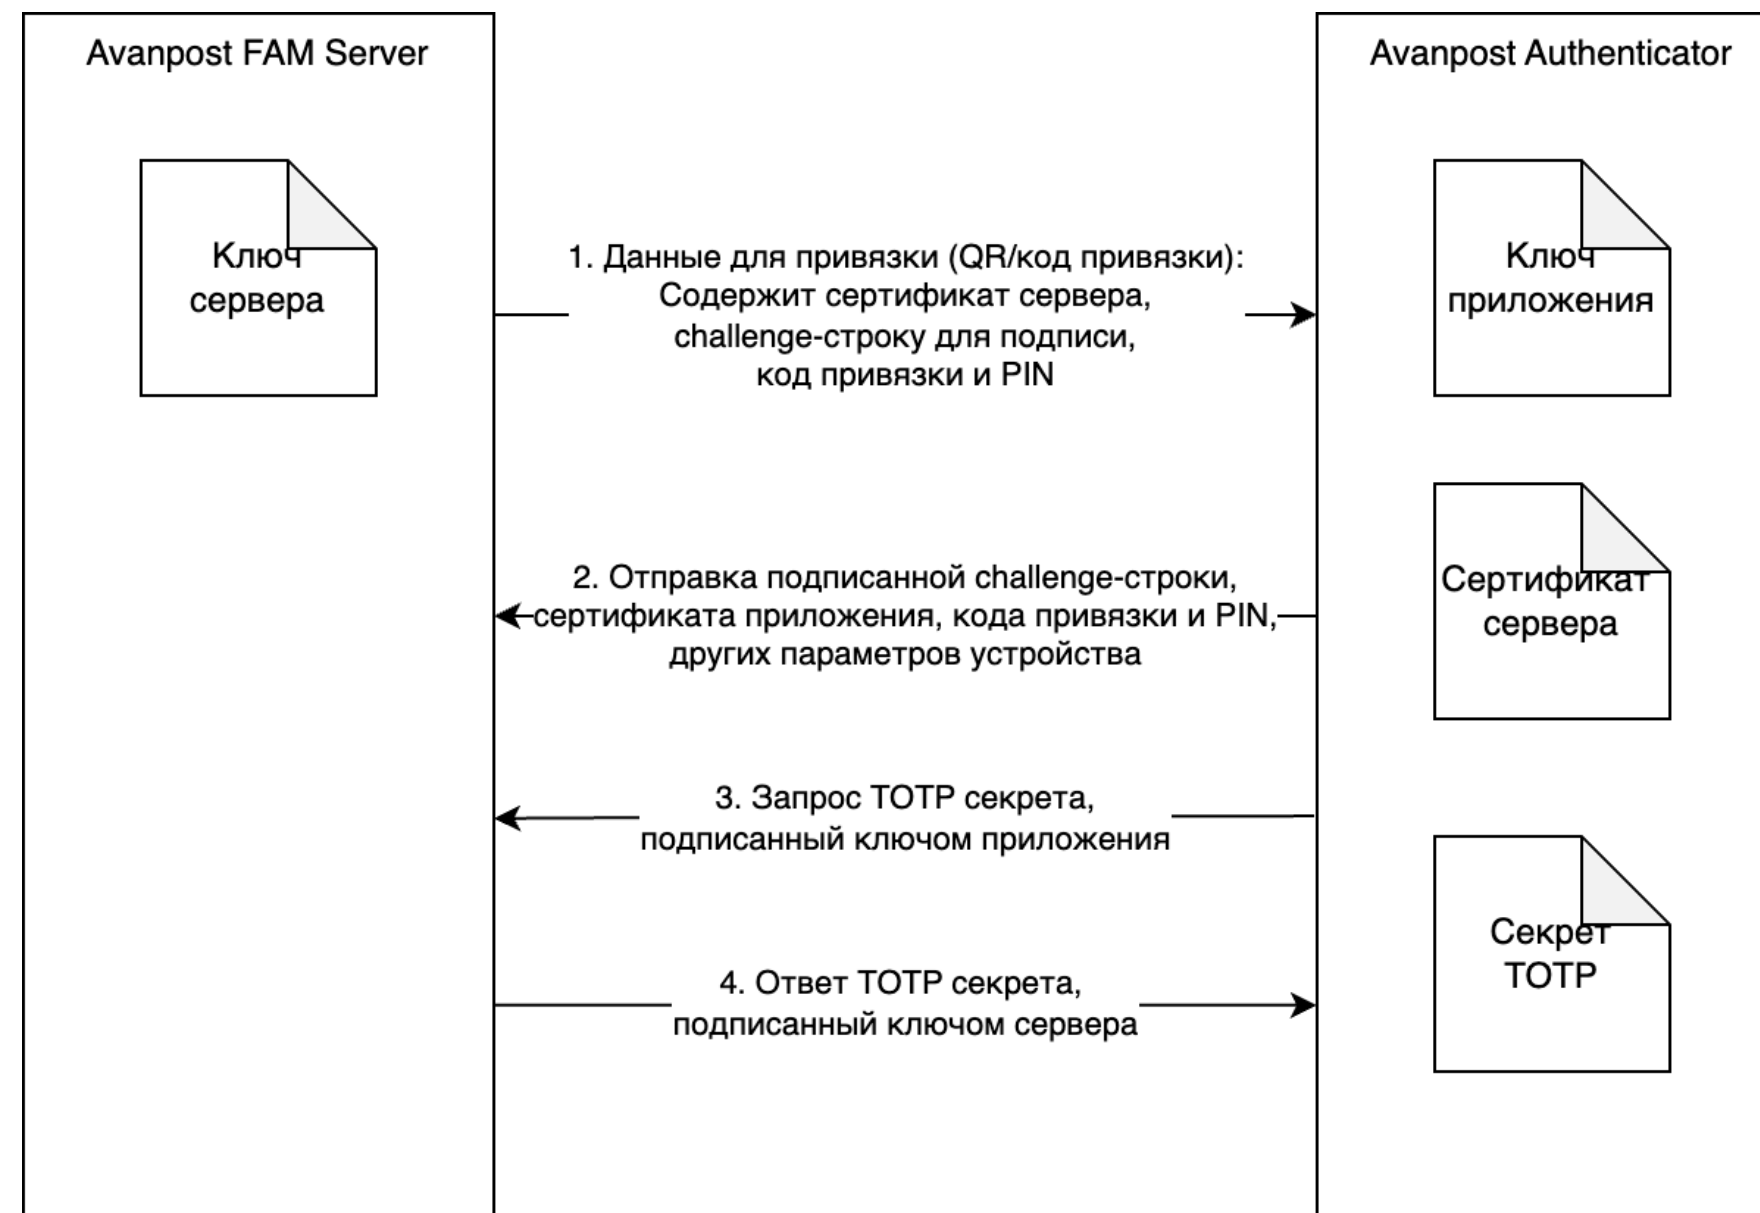 Avanpost FAM Server
Avanpost Authenticator
Ключ
сервера
1. Данные для привязки (QR/код привязки):
Содержит сертификат сервера,
challenge-строку для подписи,
код привязки и PIN
Ключ
приложения
2. Отправка подписанной challenge-строки,
сертификата приложения, кода привязки и PIN,
других параметров устройства
Сертификат
сервера
3. Запрос TOTP секрета,
подписанный ключом приложения
4. Ответ TOTP секрета,
подписанный ключом сервера
Секрет
TOTP